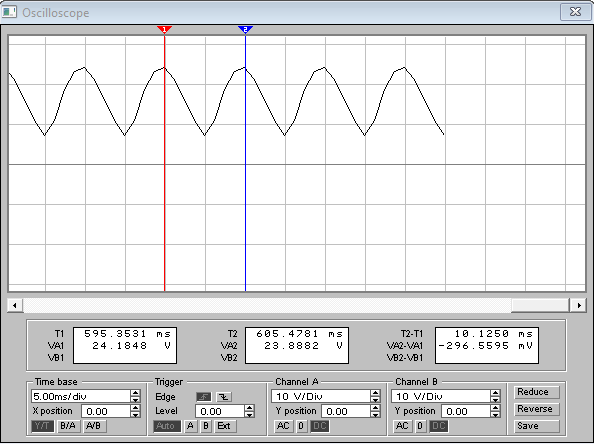 Oscilloscope
1 2
T1 595.3531 ms T2 605.4781 ms T2-T1 10.1250 ms
VA1 24.1848 V VA2 23.8882 V VA2-VA1 -296.5595 mV
VB1 VB2 VB2-VB1
Time base Trigger Channel A Channel B
5.00ms/div Edge 10 V/Div 10 V/Div Reduce
X position 0.00 Level 0.00 Y position 0.00 Y position 0.00 Reverse
Y/T B/A A/B Auto A B Ext AC 0 DC AC 0 DC Save